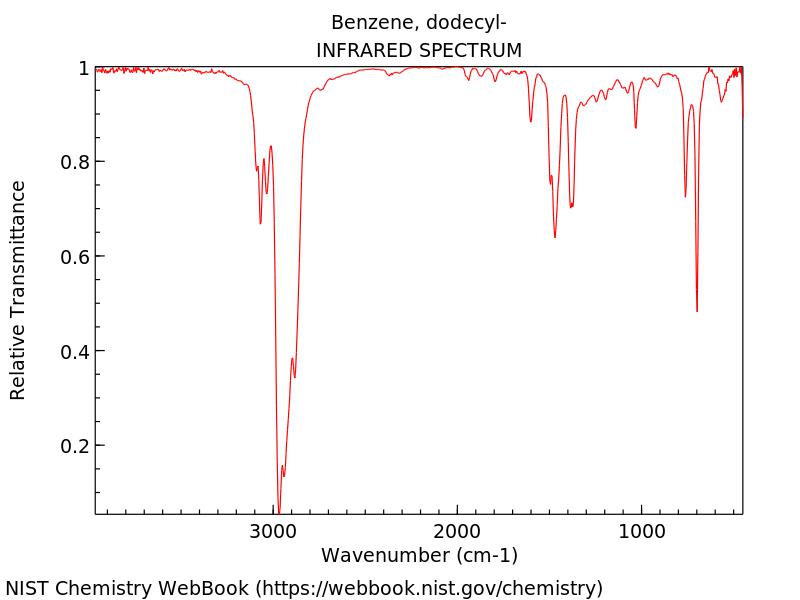 Benzene, dodecyl-
INFRARED SPECTRUM
1
0.8
0.6
0.4
0.2
Relative Transmittance
3000 2000 1000
Wavenumber (cm-1)
NIST Chemistry WebBook (https://webbook.nist.gov/chemistry)